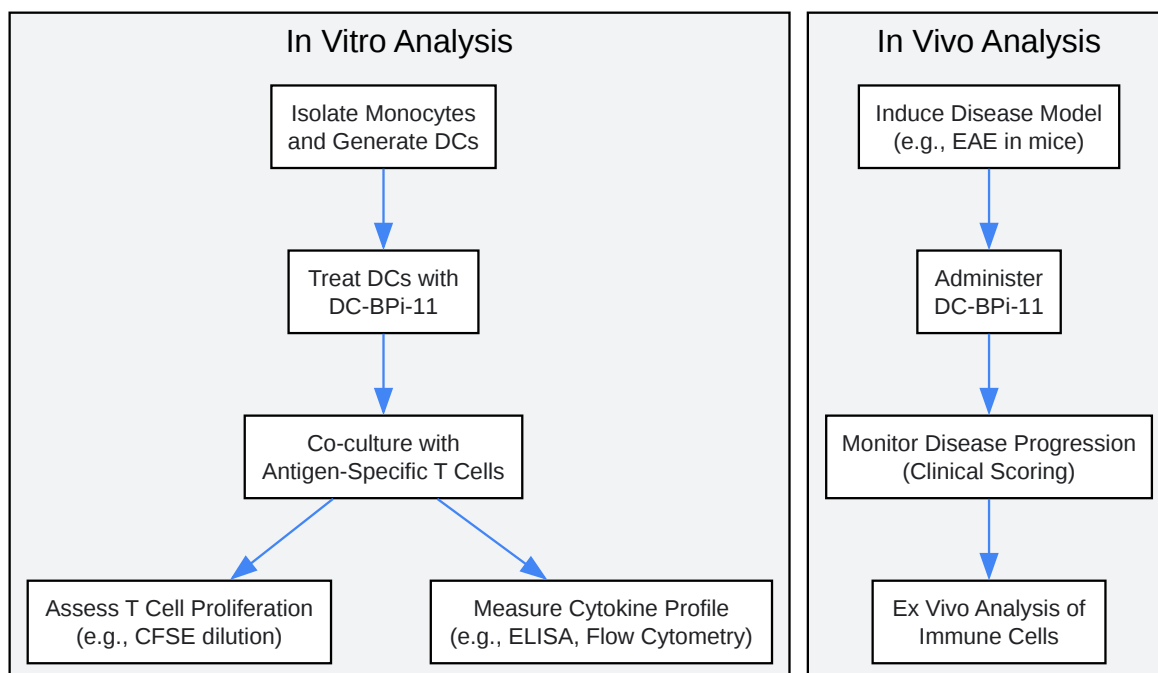 In Vitro Analysis
Isolate Monocytes
and Generate DCs
Treat DCs with
DC-BPi-11
Co-culture with
Antigen-Specific T Cells
Assess T Cell Proliferation
(e.g., CFSE dilution)
Measure Cytokine Profile
(e.g., ELISA, Flow Cytometry)
In Vivo Analysis
Induce Disease Model
(e.g., EAE in mice)
Administer
DC-BPi-11
Monitor Disease Progression
(Clinical Scoring)
Ex Vivo Analysis of
Immune Cells